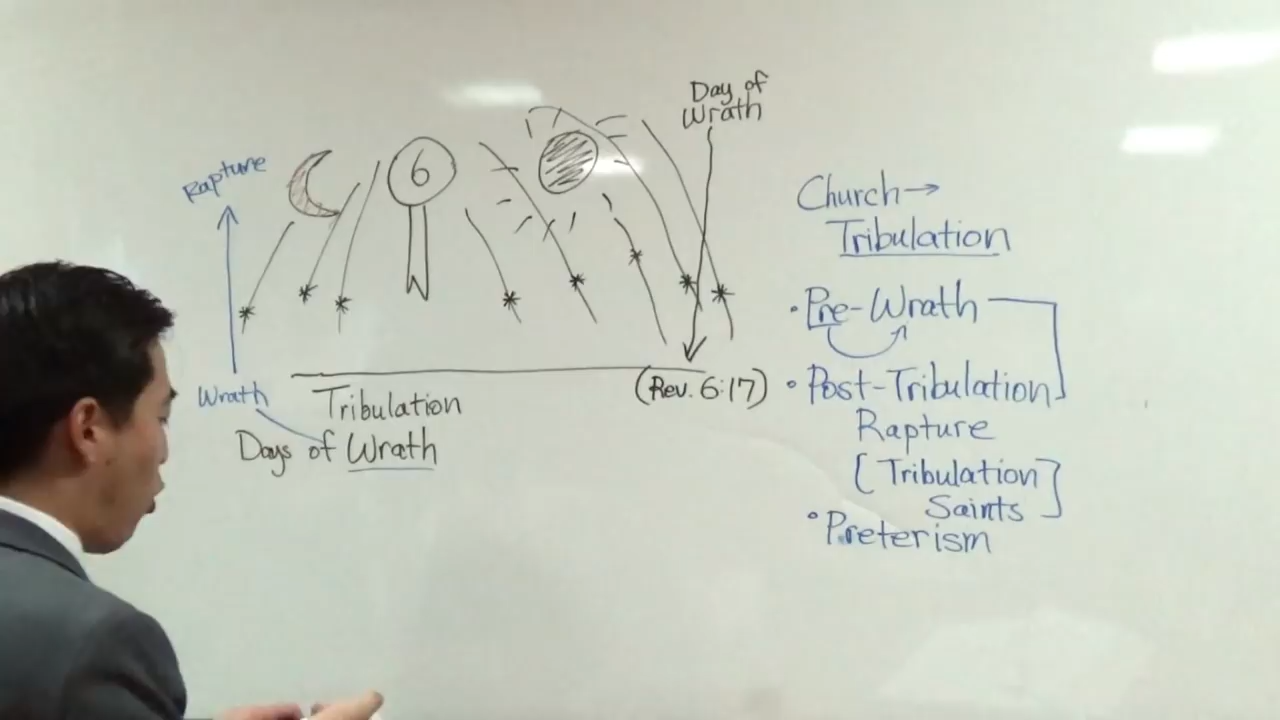 Day of
Wrath
Rapture
6
Wrath
Tribulation
Days of Wrath
(Rev. 6:17)
Church→
Tribulation
•Pre-Wrath
•Post-Tribulation
Rapture
[Tribulation
Saints]
•Preterism